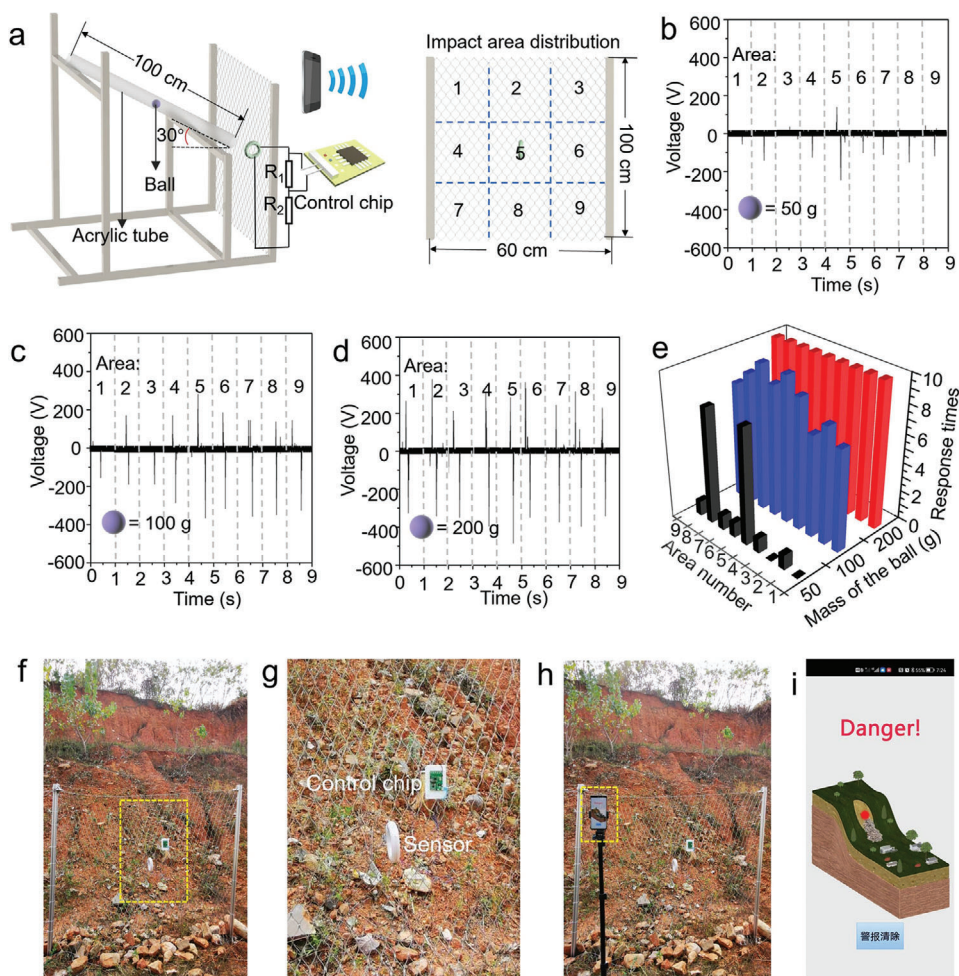 a
100 cm
30°
Ball
Acrylic tube
R1
R2
Control chip
Impact area distribution
1 2 3
4 5 6
7 8 9
100 cm
60 cm
b
Voltage (V)
600
400
200
0
-200
-400
-600
Area:
1 2 3 4 5 6 7 8 9
= 50 g
0 1 2 3 4 5 6 7 8 9
Time (s)
c
Voltage (V)
600
400
200
0
-200
-400
-600
Area:
1 2 3 4 5 6 7 8 9
= 100 g
0 1 2 3 4 5 6 7 8 9
Time (s)
d
Voltage (V)
600
400
200
0
-200
-400
-600
Area:
1 2 3 4 5 6 7 8 9
= 200 g
0 1 2 3 4 5 6 7 8 9
Time (s)
e
10
8
6
4
2
0
Response times
9 8 7 6 5 4 3 2 1
Area number
50 100 200
Mass of the ball (g)
f
g
Control chip
Sensor
h
i
55% 7:24
Danger!
警报清除